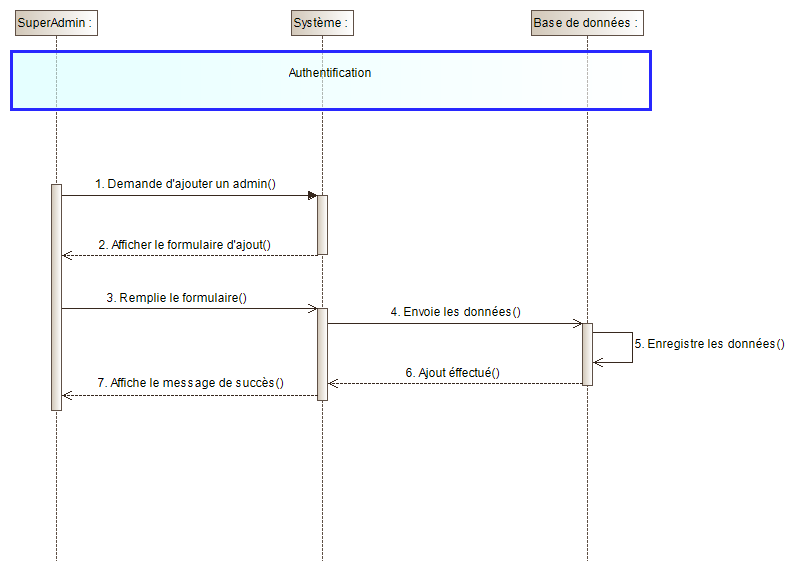 SuperAdmin :
Système :
Base de données :
Authentification
1. Demande d'ajouter un admin()
2. Afficher le formulaire d'ajout()
3. Remplie le formulaire()
4. Envoie les données()
5. Enregistre les données()
6. Ajout éffectué()
7. Affiche le message de succès()